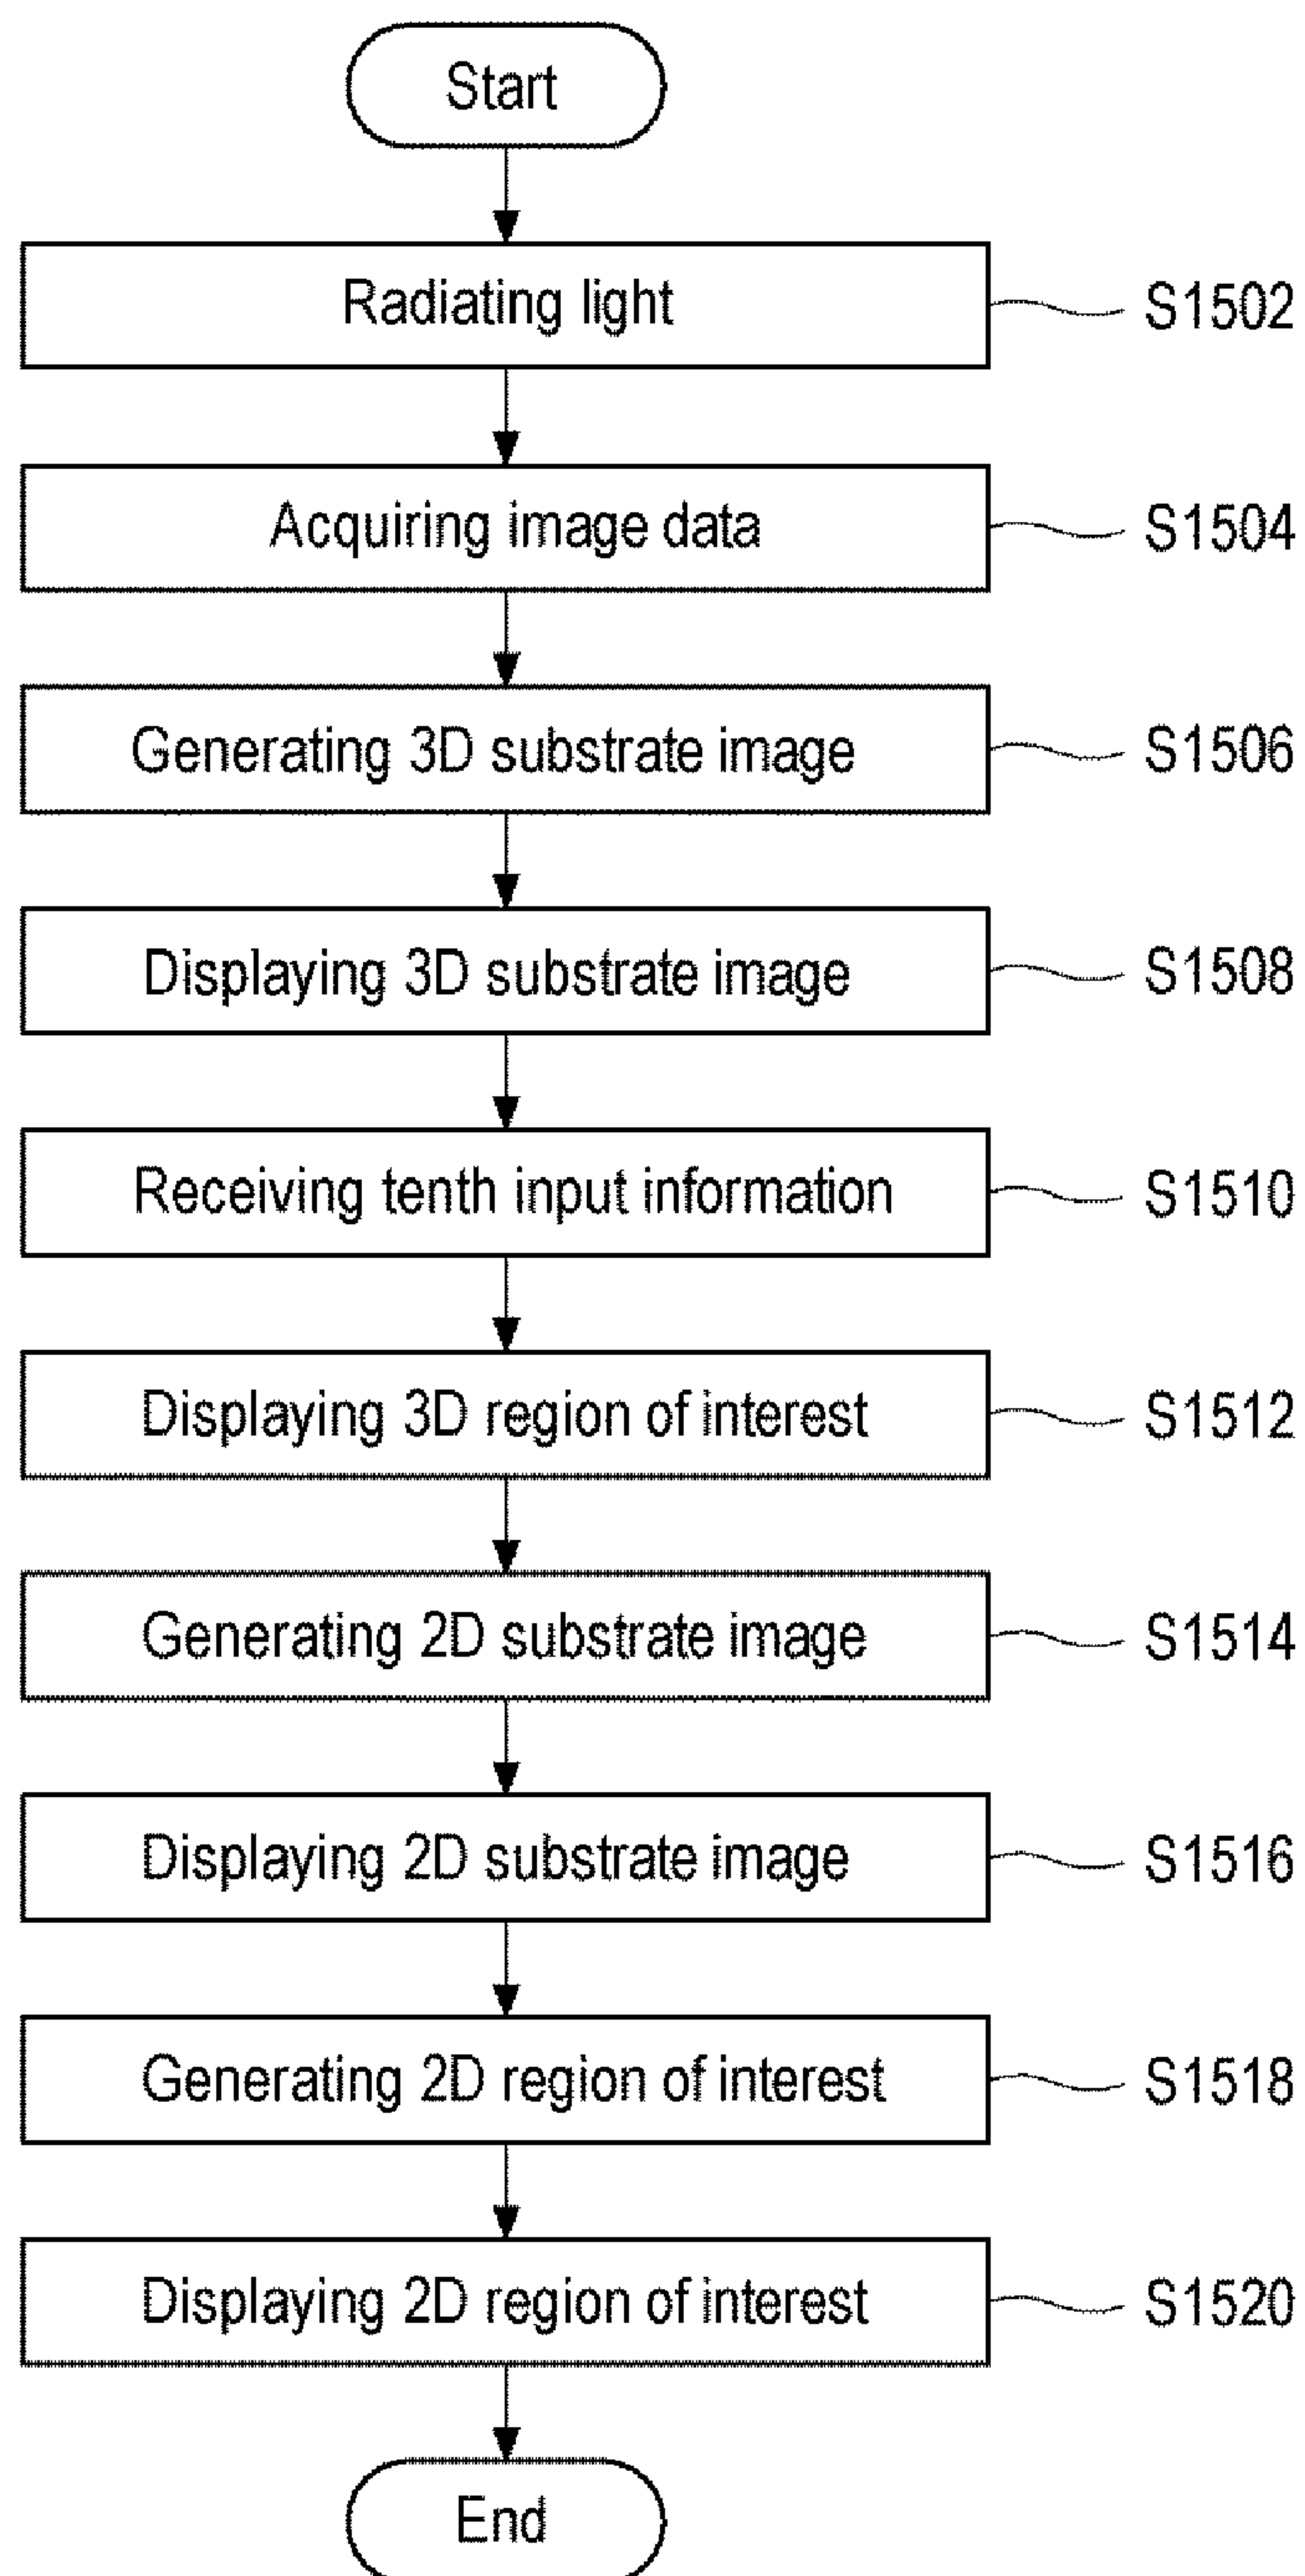 Start
Radiating light S1502
Acquiring image data S1504
Generating 3D substrate image S1506
Displaying 3D substrate image S1508
Receiving tenth input information S1510
Displaying 3D region of interest S1512
Generating 2D substrate image S1514
Displaying 2D substrate image S1516
Generating 2D region of interest S1518
Displaying 2D region of interest S1520
End